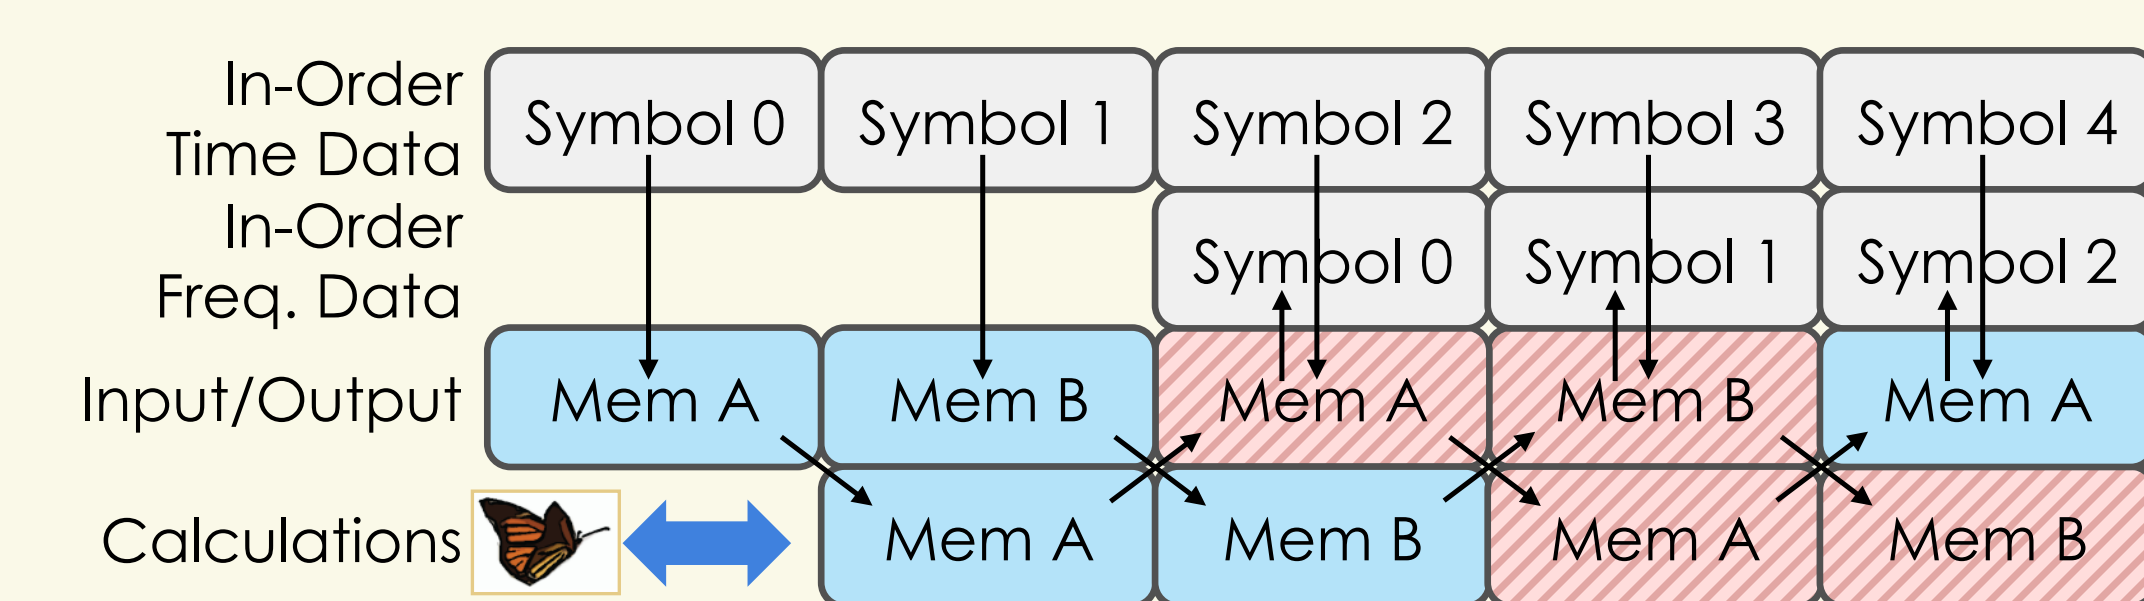 In-Order
Time Data
Symbol 0 Symbol 1 Symbol 2 Symbol 3 Symbol 4
In-Order
Freq. Data
Symbol 0 Symbol 1 Symbol 2
Input/Output Mem A Mem B Mem A Mem B Mem A
Calculations Mem A Mem B Mem A Mem B